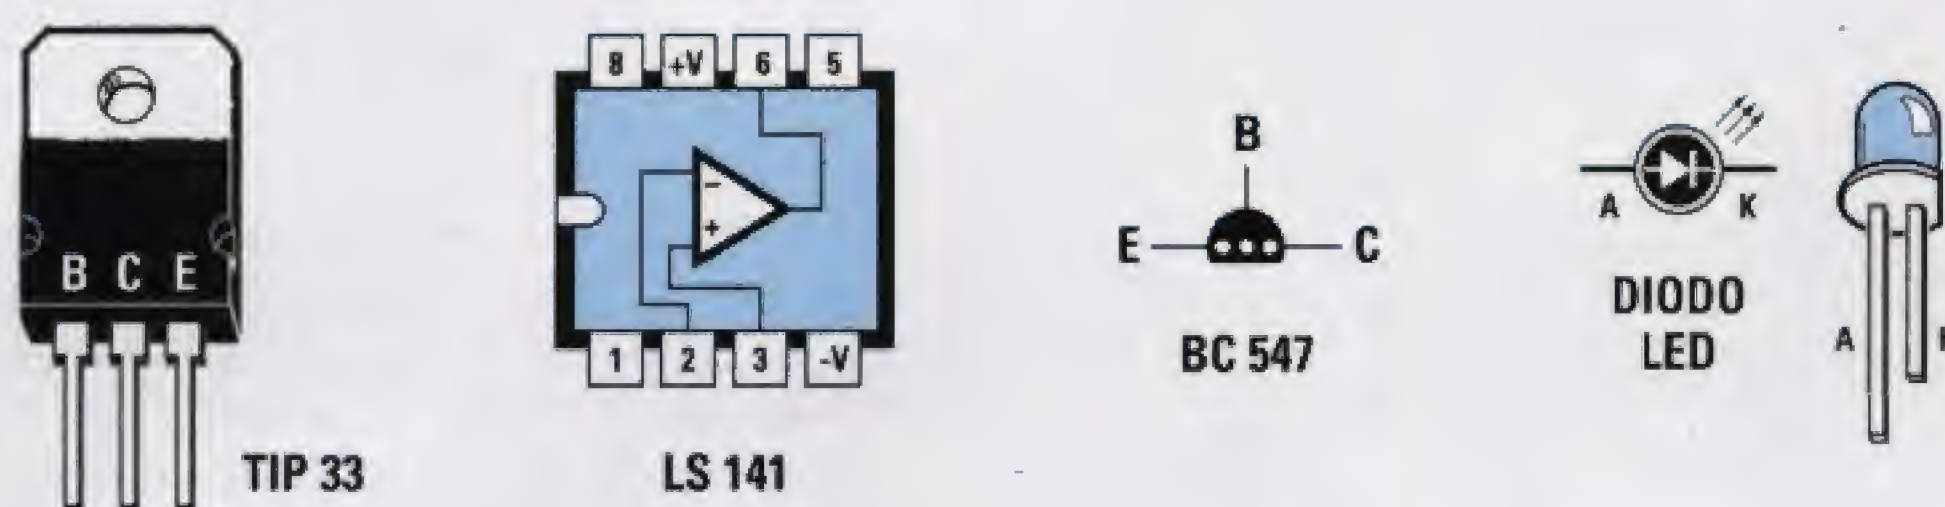 B C E
TIP 33
8 +V 6 5
-
+
1 2 3 -V
LS 141
B
E C
BC 547
A K
DIODO
LED
A